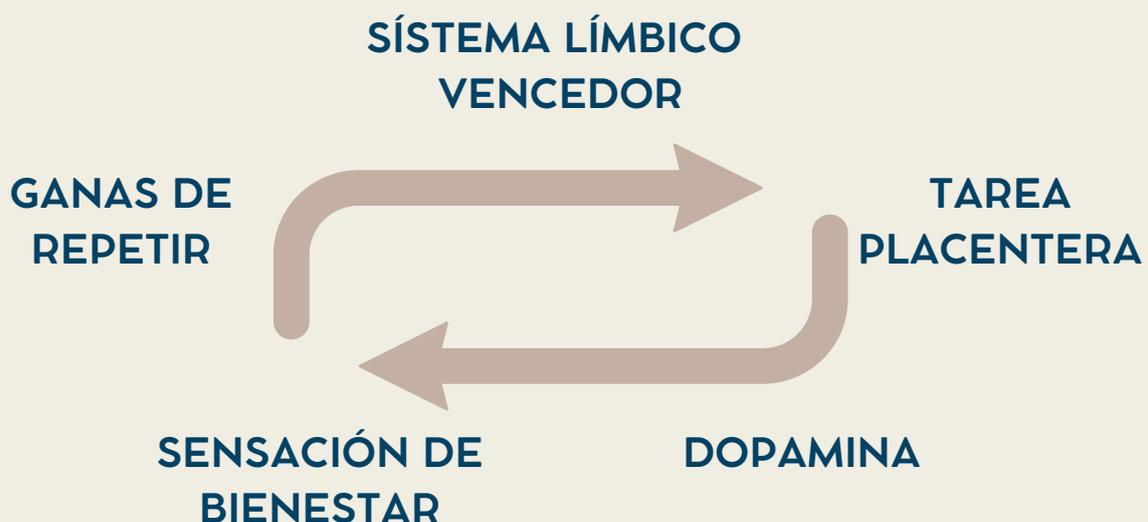 SÍSTEMA LÍMBICO
VENCEDOR
GANAS DE
REPETIR
TAREA
PLACENTERA
SENSACIÓN DE
BIENESTAR
DOPAMINA